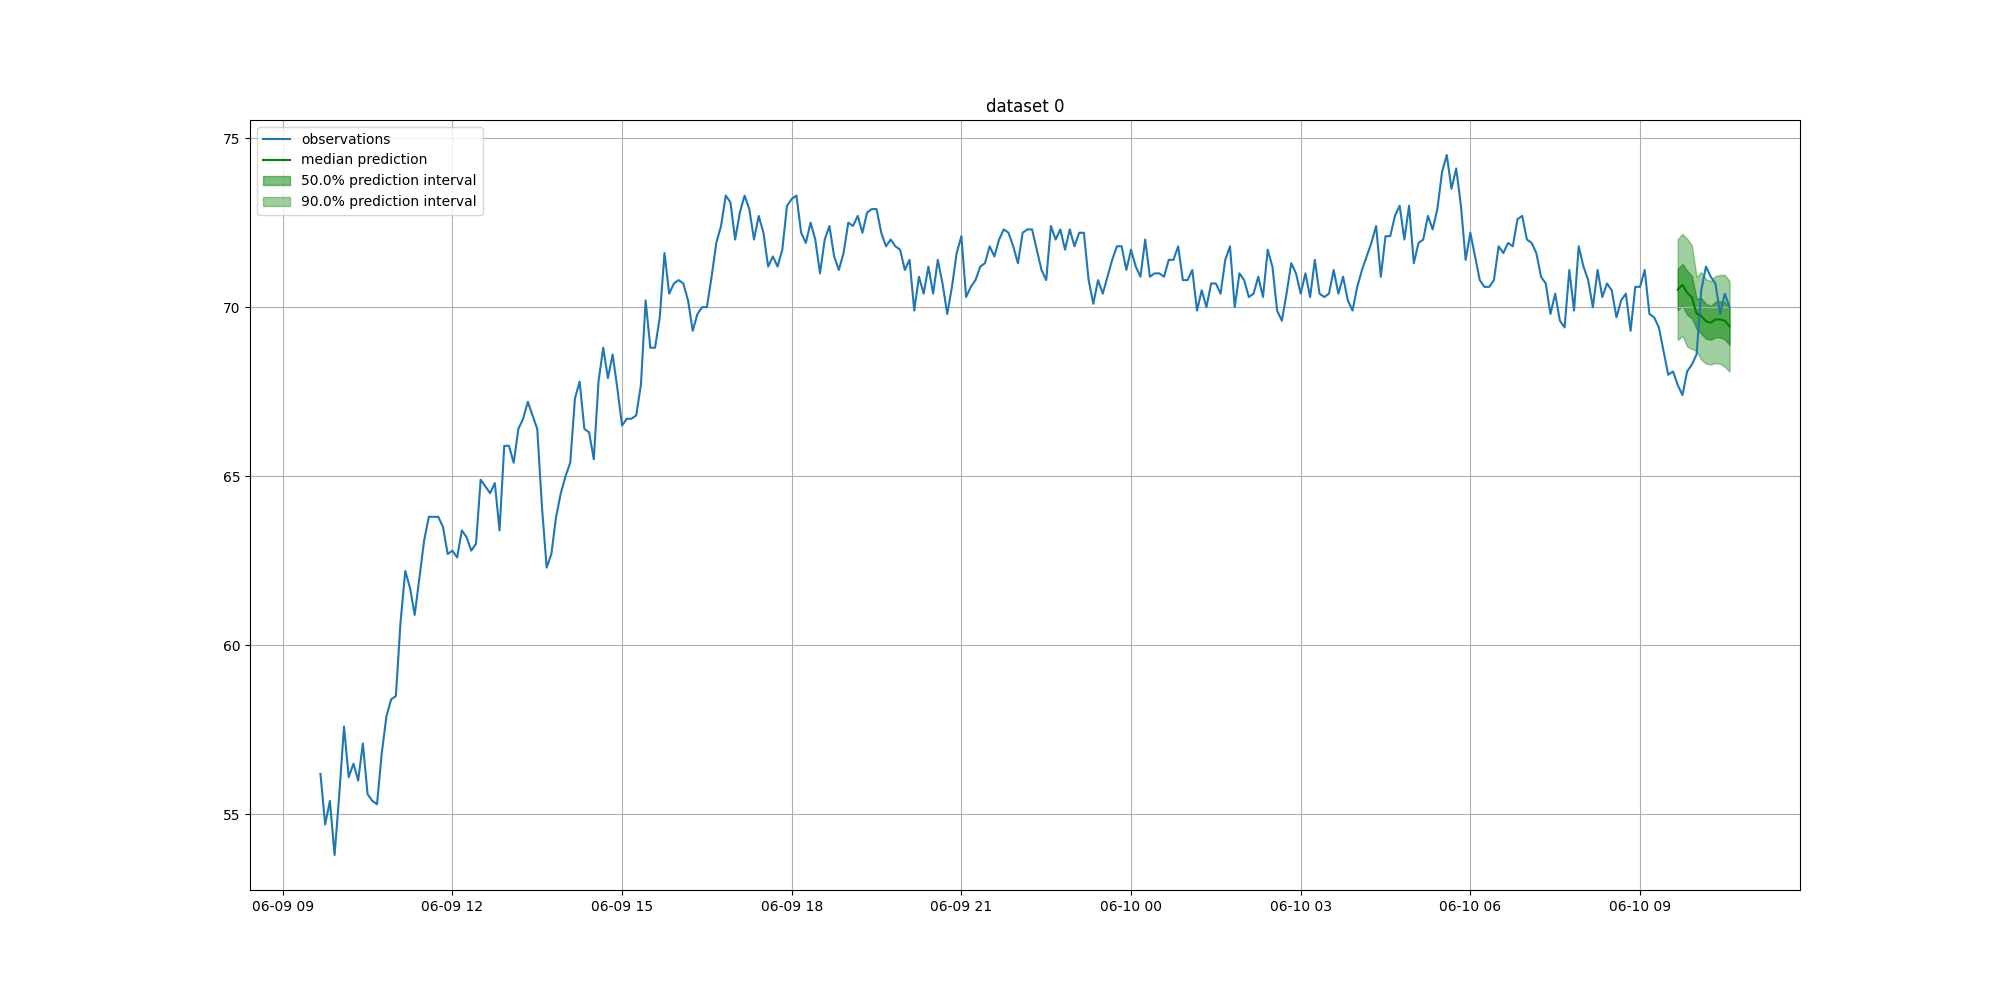 dataset 0
observations
median prediction
50.0% prediction interval
90.0% prediction interval
75
70
65
60
55
06-09 09
06-09 12
06-09 15
06-09 18
06-09 21
06-10 00
06-10 03
06-10 06
06-10 09